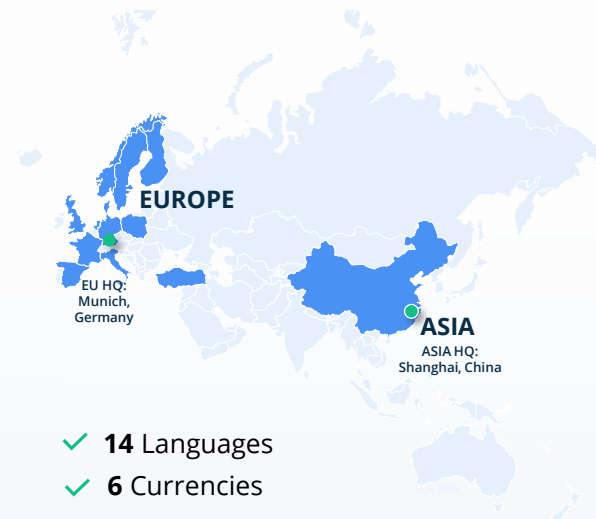 EUROPE
EU HQ:
Munich,
Germany
ASIA
ASIA HQ:
Shanghai, China
14 Languages
6 Currencies